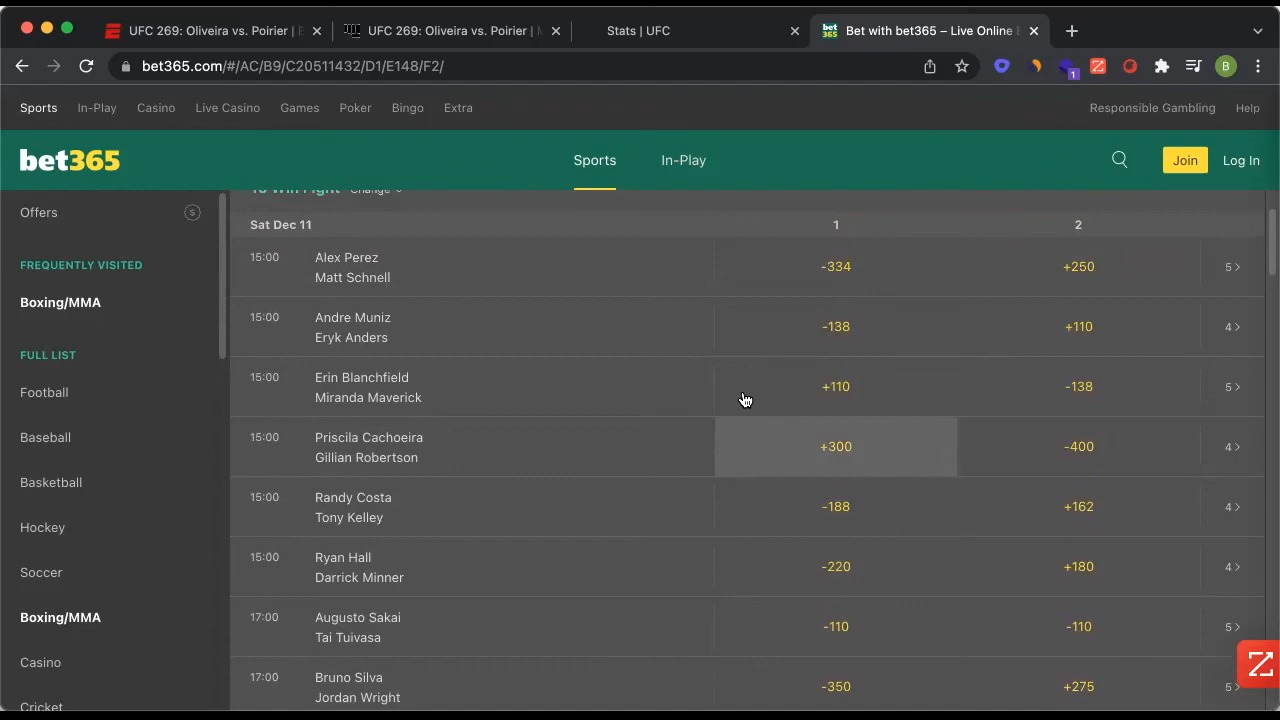 UFC 269: Oliveira vs. Poirier |
UFC 269: Oliveira vs. Poirier |
Stats | UFC
bet365
Bet with bet365 – Live Online
bet365.com/#/AC/B9/C20511432/D1/E148/F2/
1
B
Sports In-Play Casino Live Casino Games Poker Bingo Extra Responsible Gambling Help
bet365 Sports In-Play Join Log In
To Win Fight Change
Offers $
Sat Dec 11 1 2
FREQUENTLY VISITED
Boxing/MMA
FULL LIST
Football
Baseball
Basketball
Hockey
Soccer
Boxing/MMA
Casino
Cricket
15:00 Alex Perez
Matt Schnell
-334 +250 5
15:00 Andre Muniz
Eryk Anders
-138 +110 4
15:00 Erin Blanchfield
Miranda Maverick
+110 -138 5
15:00 Priscila Cachoeira
Gillian Robertson
+300 -400 4
15:00 Randy Costa
Tony Kelley
-188 +162 4
15:00 Ryan Hall
Darrick Minner
-220 +180 4
17:00 Augusto Sakai
Tai Tuivasa
-110 -110 5
17:00 Bruno Silva
Jordan Wright
-350 +275 5